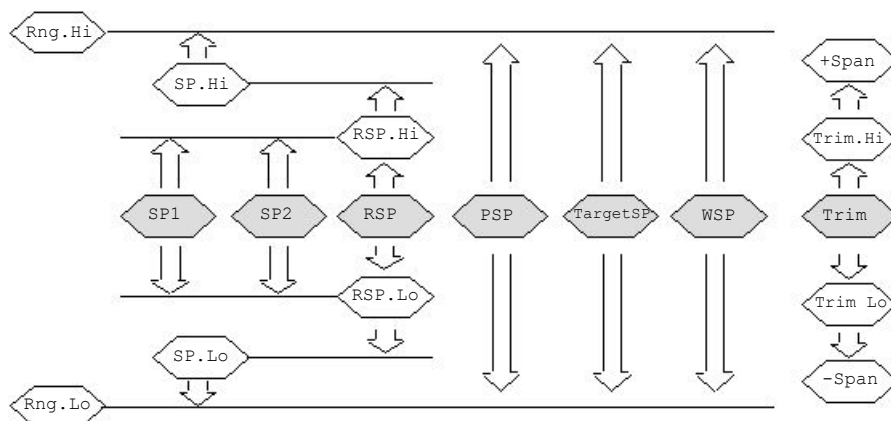 Rng.Hi
+Span
SP.Hi
RSP.Hi
Trim.Hi
SP1
SP2
RSP
PSP
TargetSP
WSP
Trim
RSP.Lo
Trim Lo
SP.Lo
-Span
Rng.Lo